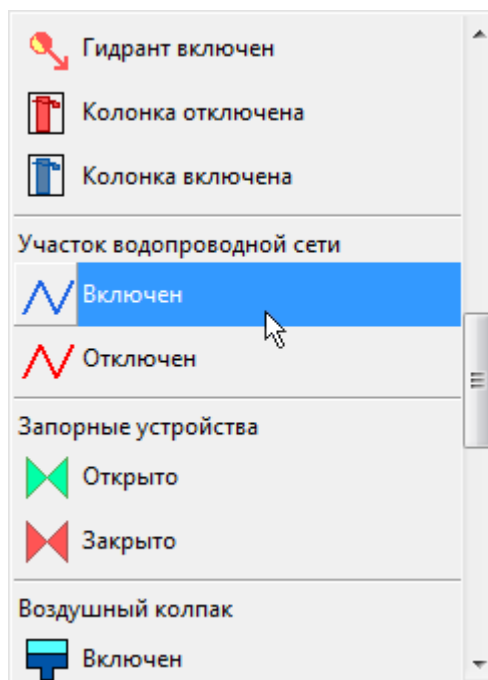 Гидрант включен
Колонка отключена
Колонка включена
Участок водопроводной сети
Включен
Отключен
Запорные устройства
Открыто
Закрыто
Воздушный колпак
Включен